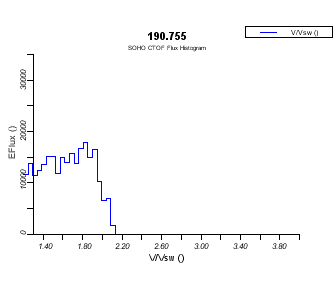 190.755
SOHO CTOF Flux Histogram
V/Vsw ()
EFlux ()
30000
20000
10000
0
1.40 1.80 2.20 2.60 3.00 3.40 3.80
V/Vsw ()